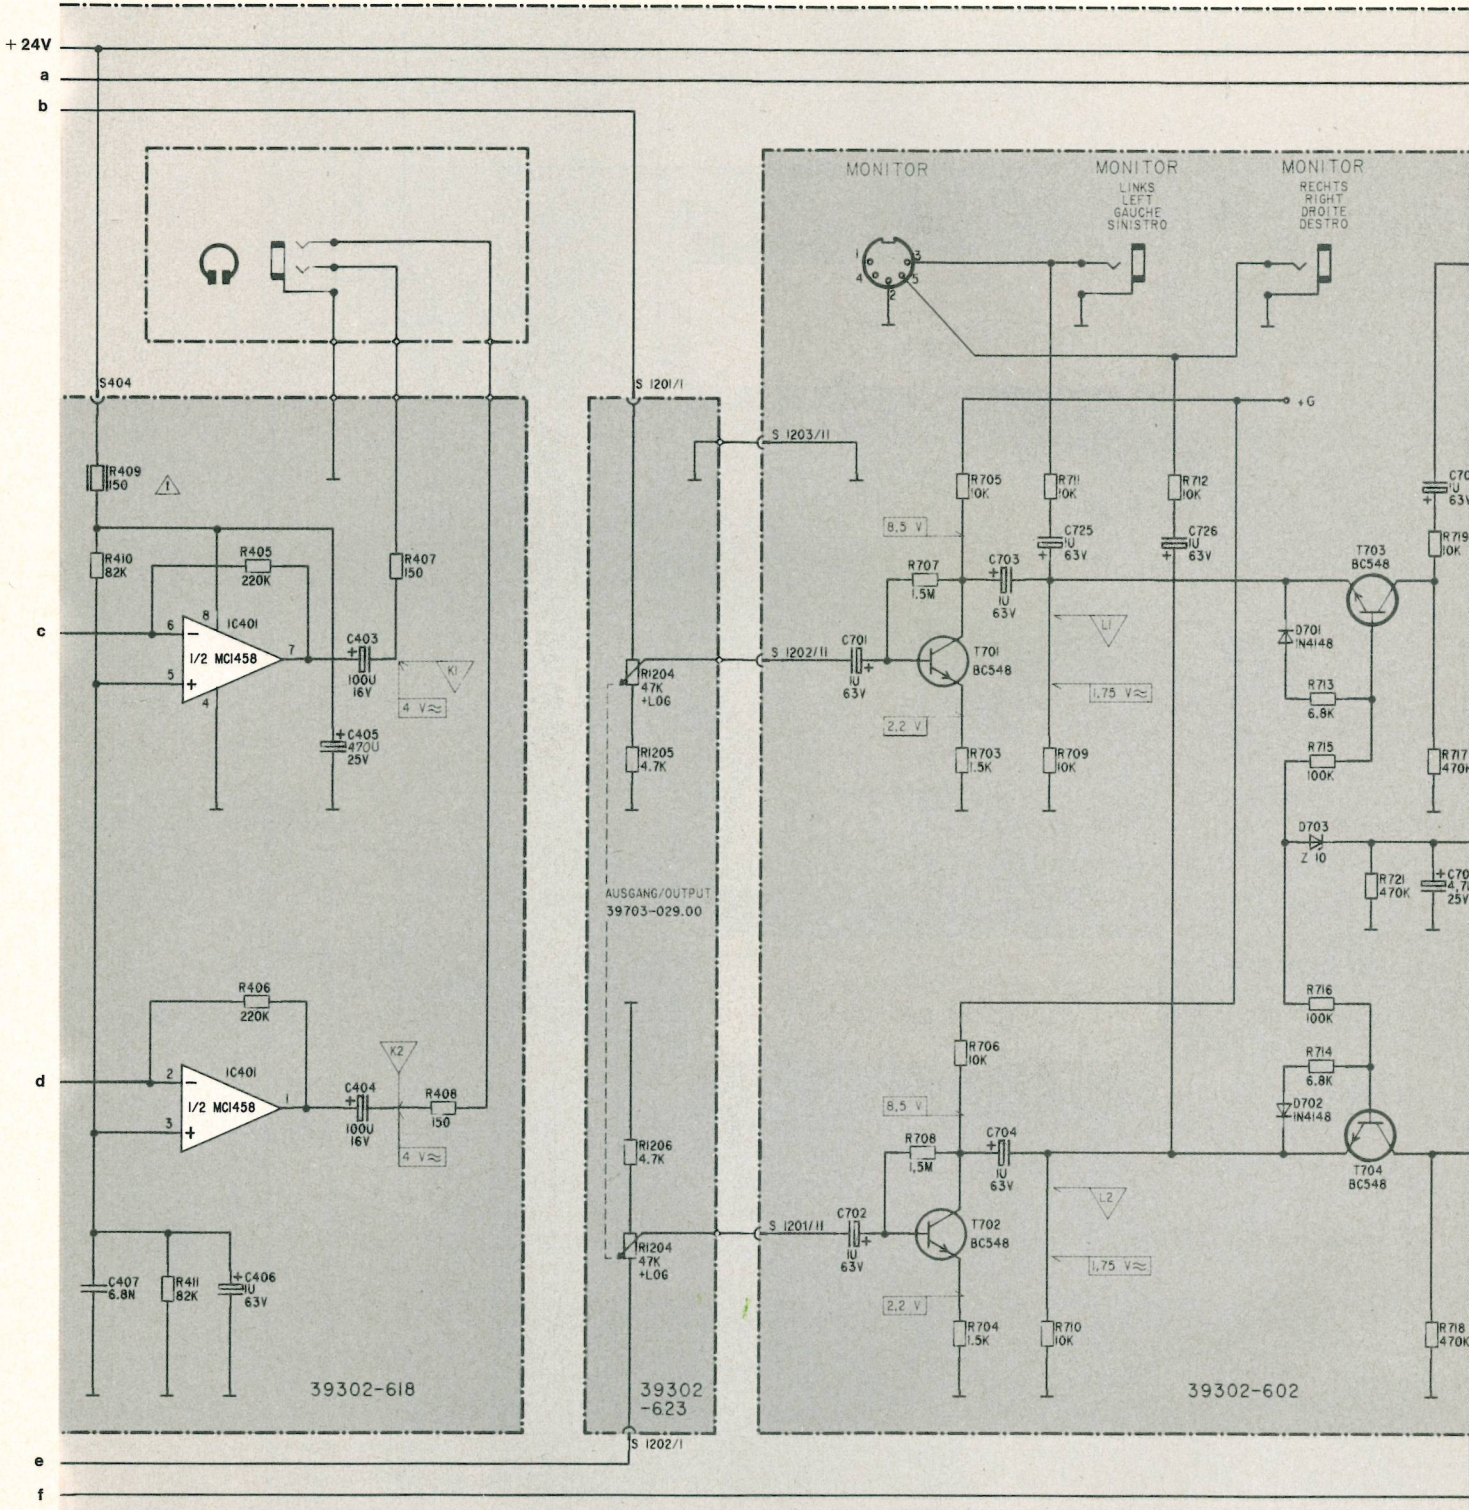 + 24V
a
b
MONITOR
MONITOR
LINKS
LEFT
GAUCHE
SINISTRO
MONITOR
RECHTS
RIGHT
DROITE
DESTRO
1
3
4
5
2
S404
S 1201/I
+G
S 1203/II
R409
150
1
R705
10K
R711
10K
R712
10K
63V
8,5 V
C725
1U
63V
C726
1U
63V
R719
10K
R410
82K
R405
220K
R407
150
T703
BC548
R707
1.5M
C703
1U
63V
c
6
8
IC401
1/2 MC1458
7
5
4
C403
100U
16V
K1
4 V≈
C701
1U
63V
S 1202/II
T701
BC548
L1
D701
1N4148
R1204
47K
+LOG
1,75 V≈
R713
6.8K
2,2 V
C405
470U
25V
R1205
4.7K
R703
1.5K
R709
10K
R715
100K
R717
470K
D703
Z 10
R721
470K
25V
AUSGANG/OUTPUT
39703-029.00
R406
220K
R716
100K
R706
10K
R714
6.8K
K2
d
2
IC401
1/2 MC1458
1
3
C404
100U
16V
R408
150
4 V≈
8,5 V
D702
1N4148
R1206
4.7K
R708
1,5M
C704
1U
63V
T704
BC548
L2
C702
1U
63V
S 1201/II
T702
BC548
R1204
47K
+LOG
1,75 V≈
C407
6.8N
R411
82K
C406
1U
63V
2,2 V
R704
1.5K
R710
10K
R718
470K
39302-618
39302
-623
39302-602
S 1202/I
e
f